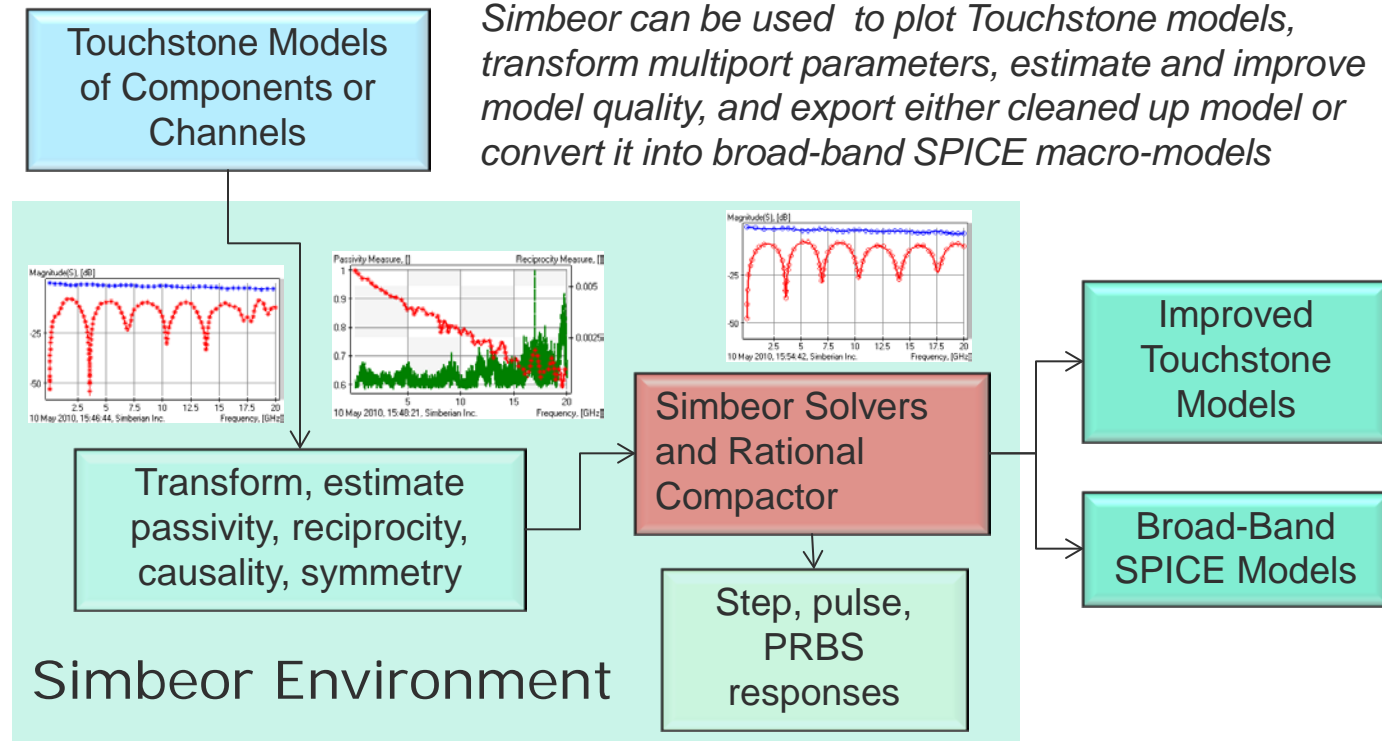 Touchstone Models
of Components or
Channels
Simbeor can be used to plot Touchstone models,
transform multiport parameters, estimate and improve
model quality, and export either cleaned up model or
convert it into broad-band SPICE macro-models
Magnitude(S), [dB]
-25
-50
2.5 5 7.5 10 12.5 15 17.5 20
10 May 2010, 15:46:44, Simberian Inc. Frequency, [GHz]
Passivity Measure, [] Reciprocity Measure, []
1
0.9
0.8
0.7
0.6
0.005
0.0025
5 10 15 20
10 May 2010, 15:48:21, Simberian Inc. Frequency, [GHz]
Magnitude(S), [dB]
-25
-50
2.5 5 7.5 10 12.5 15 17.5 20
10 May 2010, 15:54:42, Simberian Inc. Frequency, [GHz]
Transform, estimate
passivity, reciprocity,
causality, symmetry
Simbeor Solvers
and Rational
Compactor
Improved
Touchstone
Models
Broad-Band
SPICE Models
Step, pulse,
PRBS
responses
Simbeor Environment